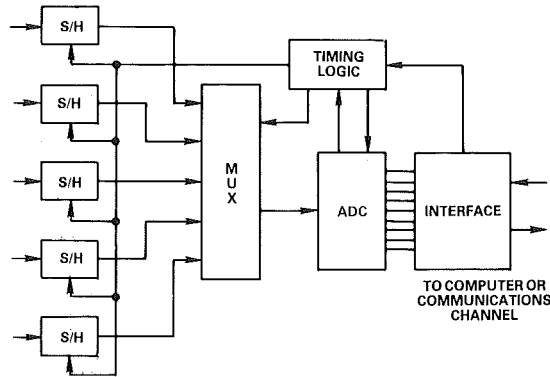 S/H
S/H
S/H
S/H
S/H
TIMING
LOGIC
M
U
X
ADC
INTERFACE
TO COMPUTER OR
COMMUNICATIONS
CHANNEL